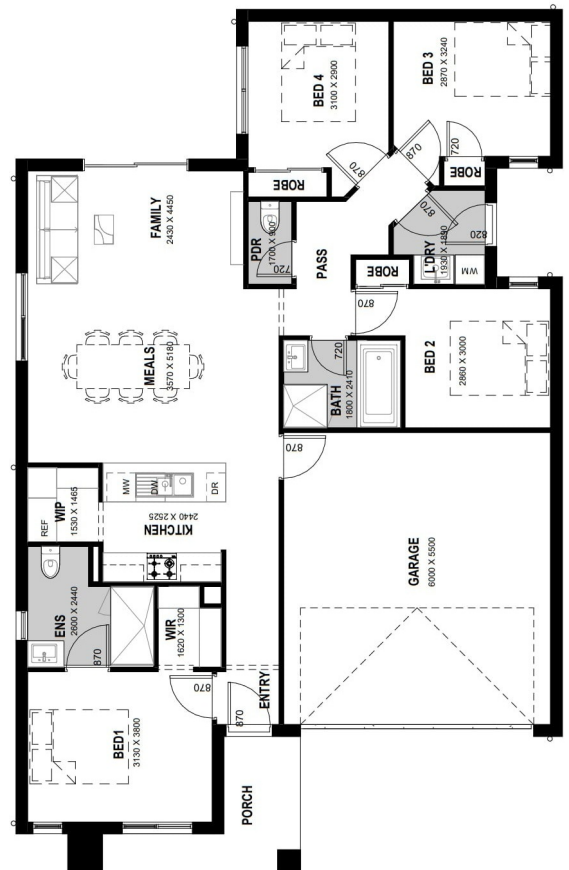 BED 4
3100 X 2900
BED 3
2870 X 3240
870
870
720
ROBE
ROBE
FAMILY
2430 X 4450
PDR
1700 X 900
720
PASS
870
820
L'DRY
1930 X 1850
WM
ROBE
870
MEALS
3570 X 5180
720
BATH
1800 X 2410
BED 2
2860 X 3000
870
MW
DW
DR
REF
WIP
1530 X 1465
KITCHEN
2440 X 2525
GARAGE
6000 X 5500
ENS
2600 X 2440
870
WIR
1620 X 1300
870
870
ENTRY
BED1
3130 X 3800
PORCH